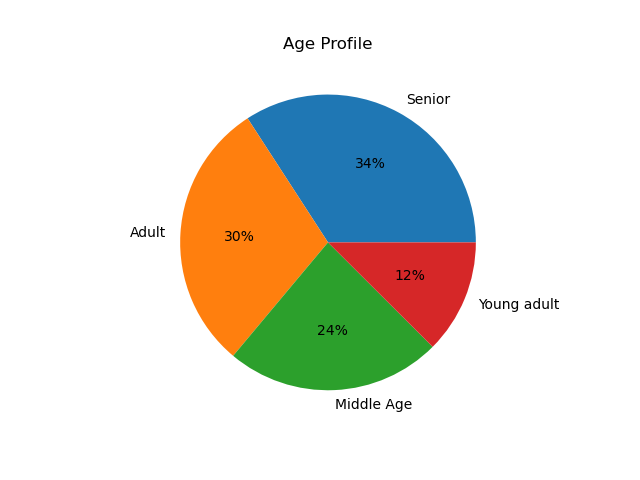 Age Profile
Senior
34%
Adult
30%
12%
Young adult
24%
Middle Age